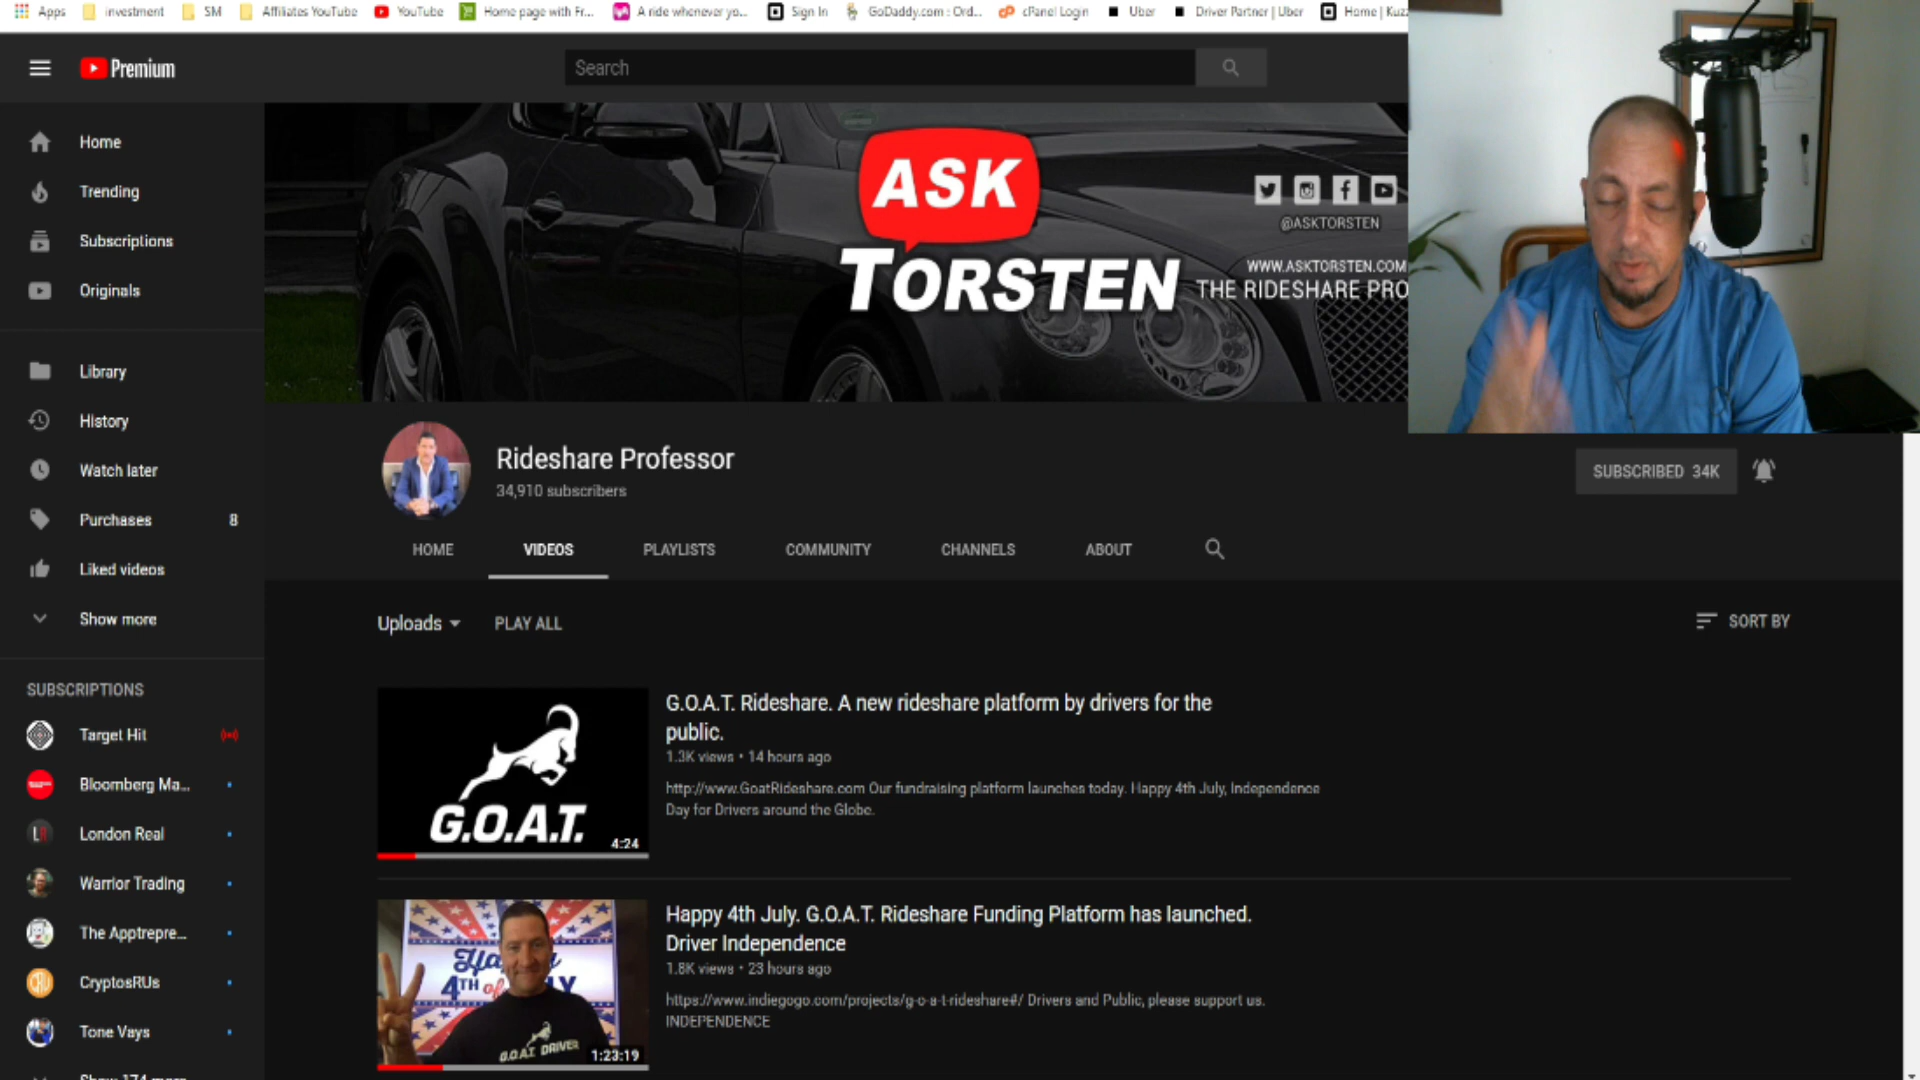 Apps investment SM Affiliates YouTube YouTube Home page with Fr... A ride whenever yo... Sign In GoDaddy.com : Ord... cPanel Login Uber Driver Partner | Uber Home | Kuzz
Premium
Search
Home
Trending
Subscriptions
Originals
Library
History
Watch later
Purchases 8
Liked videos
Show more
SUBSCRIPTIONS
Target Hit
Bloomberg Ma...
London Real
Warrior Trading
The Apptrepre...
CryptosRUs
Tone Vays
Show 174 more
ASK
TORSTEN
@ASKTORSTEN
WWW.ASKTORSTEN.COM
THE RIDESHARE PRO
Rideshare Professor
34,910 subscribers
SUBSCRIBED 34K
HOME VIDEOS PLAYLISTS COMMUNITY CHANNELS ABOUT
Uploads PLAY ALL
SORT BY
G.O.A.T.
4:24
G.O.A.T. Rideshare. A new rideshare platform by drivers for the
public.
1.3K views • 14 hours ago
http://www.GoatRideshare.com Our fundraising platform launches today. Happy 4th July, Independence
Day for Drivers around the Globe.
4TH of
G.O.A.T. DRIVER
1:23:19
Happy 4th July. G.O.A.T. Rideshare Funding Platform has launched.
Driver Independence
1.8K views • 23 hours ago
https://www.indiegogo.com/projects/g-o-a-t-rideshare#/ Drivers and Public, please support us.
INDEPENDENCE